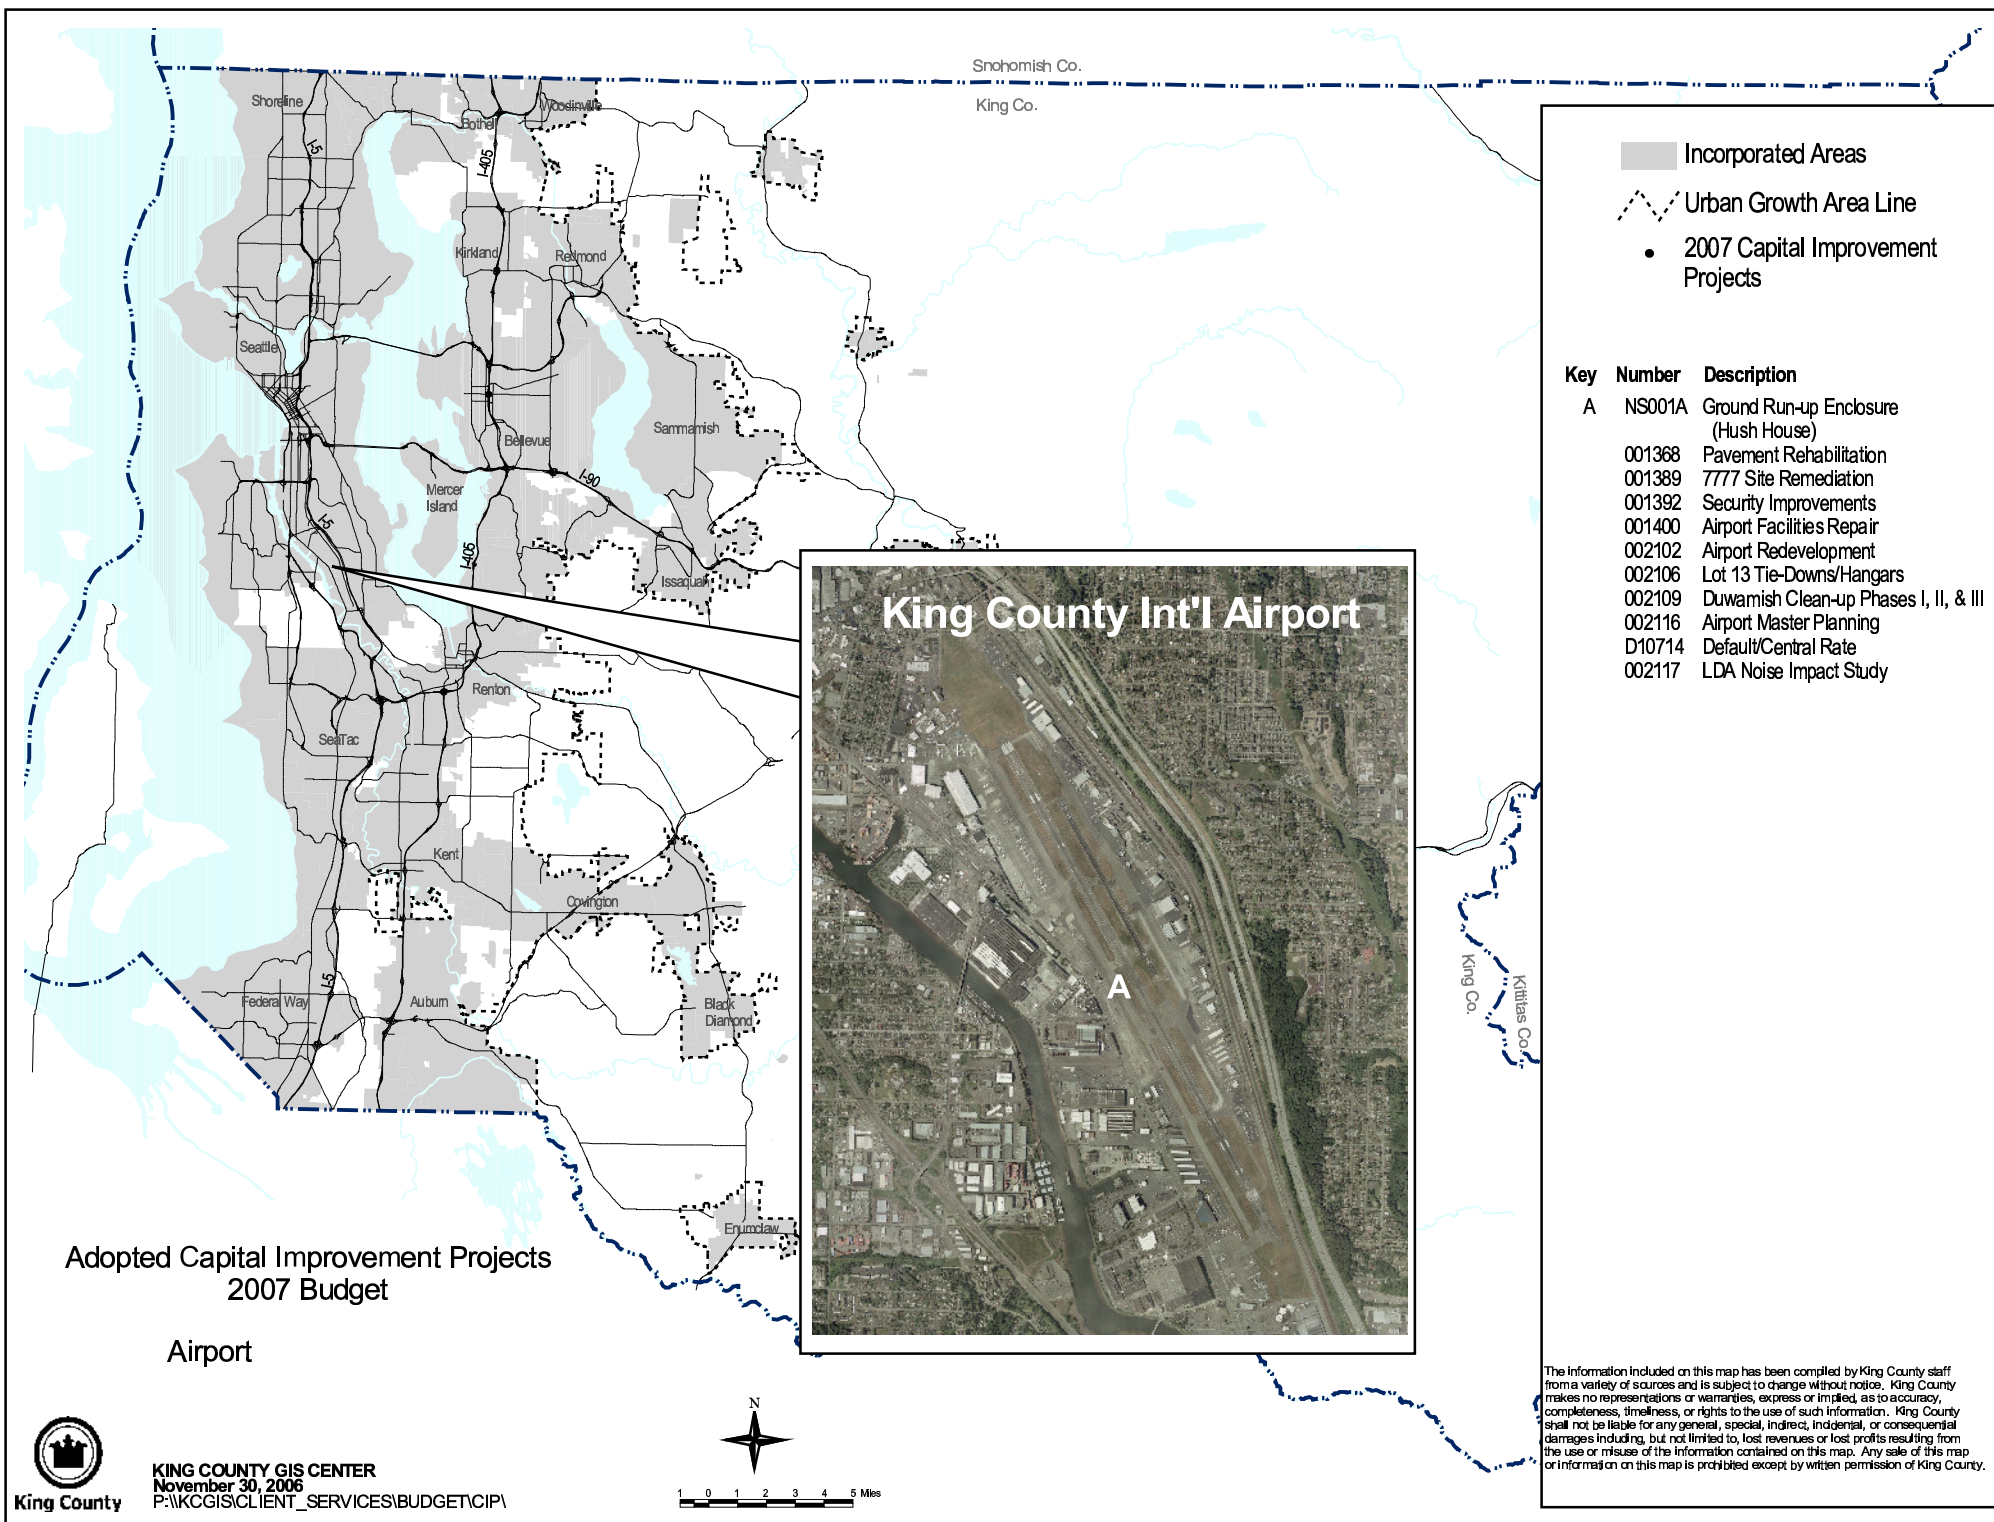 Snohomish Co.
King Co.
Shoreline
Bothell
Woodinville
I-5
I-405
Kirkland
Redmond
Seattle
Bellevue
Sammamish
Mercer
Island
I-90
I-5
I-405
Issaquah
Renton
SeaTac
Kent
Covington
I-5
Federal Way
Auburn
Black
Diamond
Enumclaw
King Co.
Kittitas Co.
King County Int'l Airport
A
Incorporated Areas
Urban Growth Area Line
2007 Capital Improvement
Projects
Key Number Description
A NS001A Ground Run-up Enclosure
(Hush House)
001368 Pavement Rehabilitation
001389 7777 Site Remediation
001392 Security Improvements
001400 Airport Facilities Repair
002102 Airport Redevelopment
002106 Lot 13 Tie-Downs/Hangars
002109 Duwamish Clean-up Phases I, II, & III
002116 Airport Master Planning
D10714 Default/Central Rate
002117 LDA Noise Impact Study
Adopted Capital Improvement Projects
2007 Budget
Airport
King County
KING COUNTY GIS CENTER
November 30, 2006
P:\\KCGIS\CLIENT_SERVICES\BUDGET\CIP\
N
1 0 1 2 3 4 5 Miles
The information included on this map has been compiled by King County staff
from a variety of sources and is subject to change without notice. King County
makes no representations or warranties, express or implied, as to accuracy,
completeness, timeliness, or rights to the use of such information. King County
shall not be liable for any general, special, indirect, incidental, or consequential
damages including, but not limited to, lost revenues or lost profits resulting from
the use or misuse of the information contained on this map. Any sale of this map
or information on this map is prohibited except by written permission of King County.